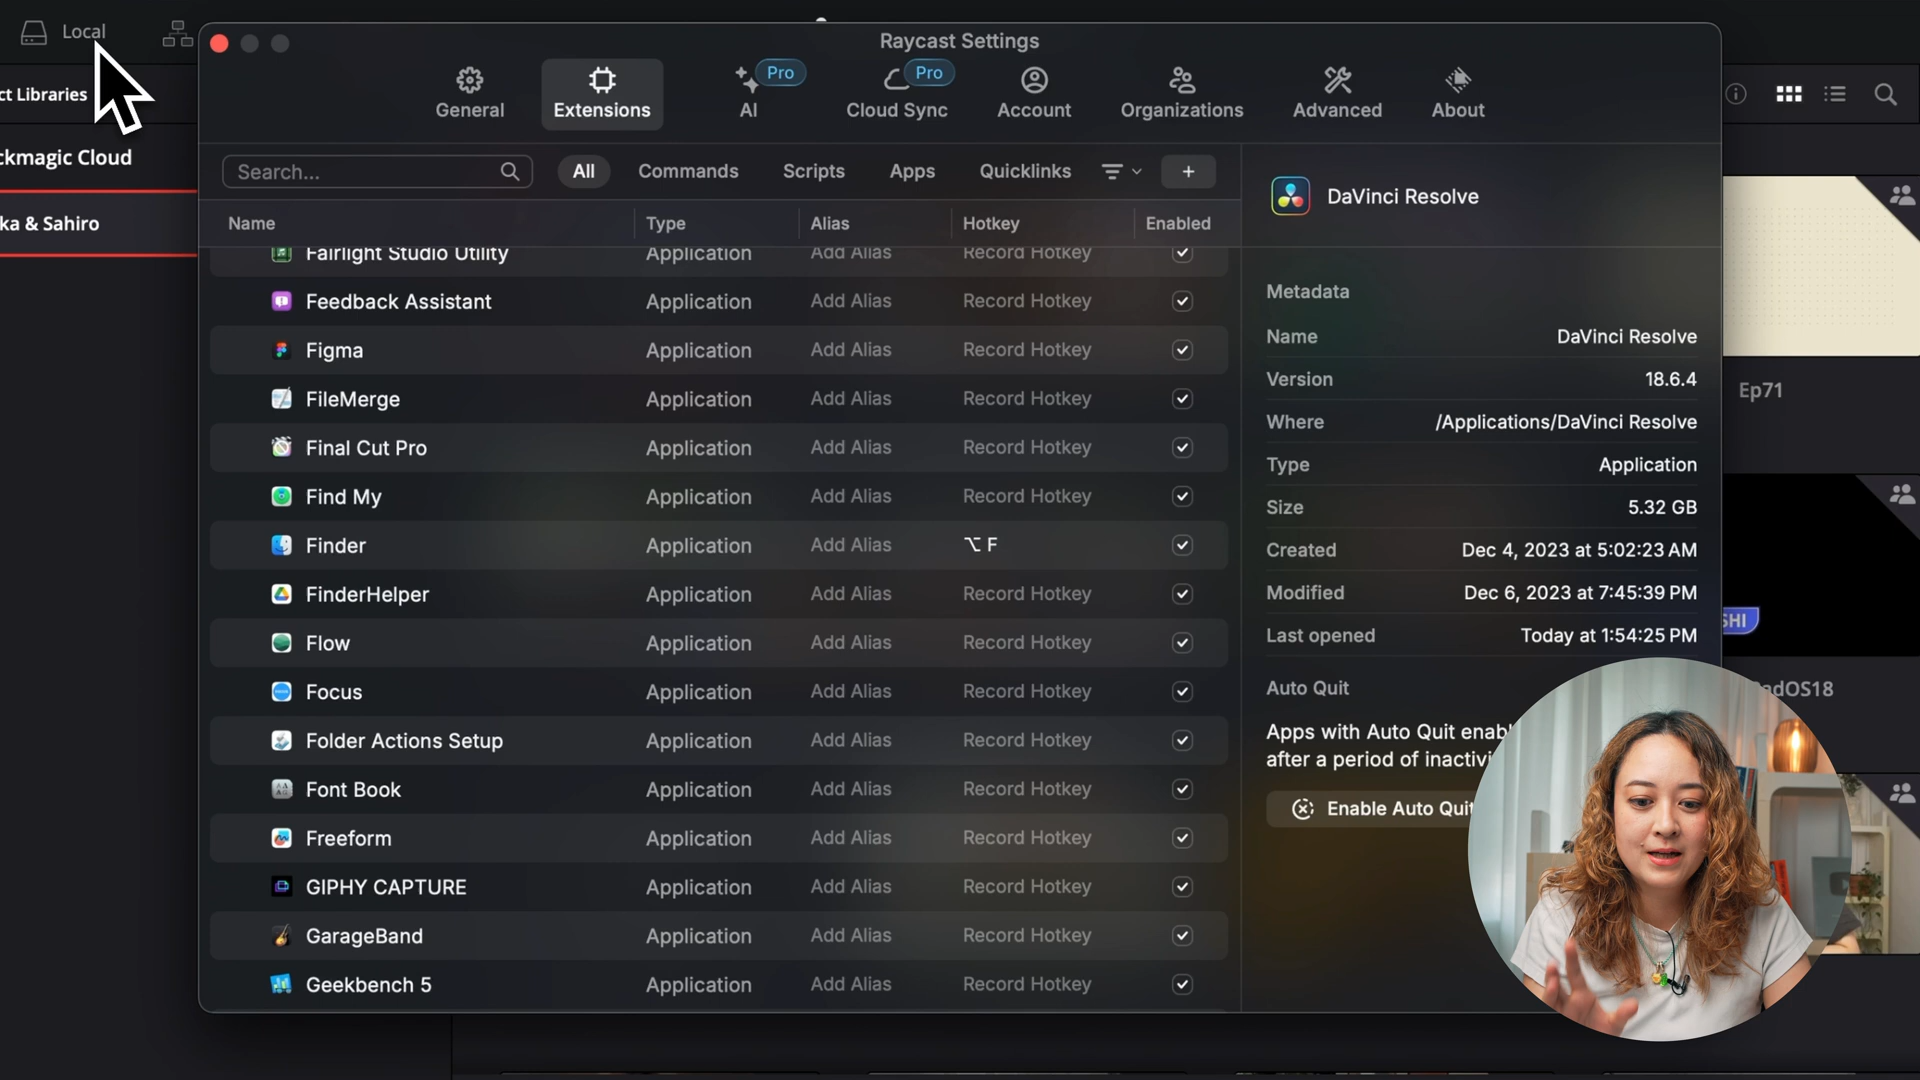 Local
Raycast Settings
Pro
Pro
General
Extensions
AI
Cloud Sync
Account
Organizations
Advanced
About
ct Libraries
ckmagic Cloud
ka & Sahiro
Search...
All
Commands
Scripts
Apps
Quicklinks
+
DaVinci Resolve
Name Type Alias Hotkey Enabled
Fairlight Studio Utility Application Add Alias Record Hotkey
Feedback Assistant Application Add Alias Record Hotkey
Figma Application Add Alias Record Hotkey
FileMerge Application Add Alias Record Hotkey
Final Cut Pro Application Add Alias Record Hotkey
Find My Application Add Alias Record Hotkey
Finder Application Add Alias ⌥ F
FinderHelper Application Add Alias Record Hotkey
Flow Application Add Alias Record Hotkey
Focus Application Add Alias Record Hotkey
Folder Actions Setup Application Add Alias Record Hotkey
Font Book Application Add Alias Record Hotkey
Freeform Application Add Alias Record Hotkey
GIPHY CAPTURE Application Add Alias Record Hotkey
GarageBand Application Add Alias Record Hotkey
Geekbench 5 Application Add Alias Record Hotkey
Metadata
Name DaVinci Resolve
Version 18.6.4
Where /Applications/DaVinci Resolve
Type Application
Size 5.32 GB
Created Dec 4, 2023 at 5:02:23 AM
Modified Dec 6, 2023 at 7:45:39 PM
Last opened Today at 1:54:25 PM
Auto Quit
Apps with Auto Quit enab
after a period of inactivi
Enable Auto Quit
Ep71
SHI
adOS18